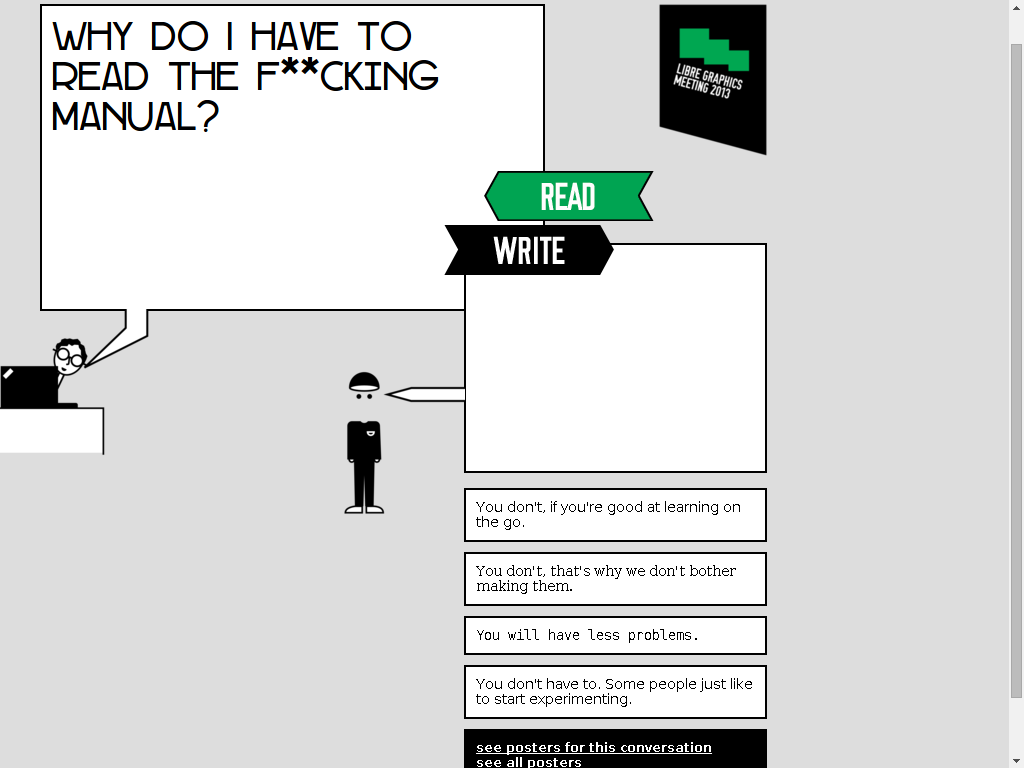 WHY DO I HAVE TO
READ THE F**CKING
MANUAL?
LIBRE GRAPHICS
MEETING 2013
READ
WRITE
You don't, if you're good at learning on
the go.
You don't, that's why we don't bother
making them.
You will have less problems.
You don't have to. Some people just like
to start experimenting.
see posters for this conversation
see all posters